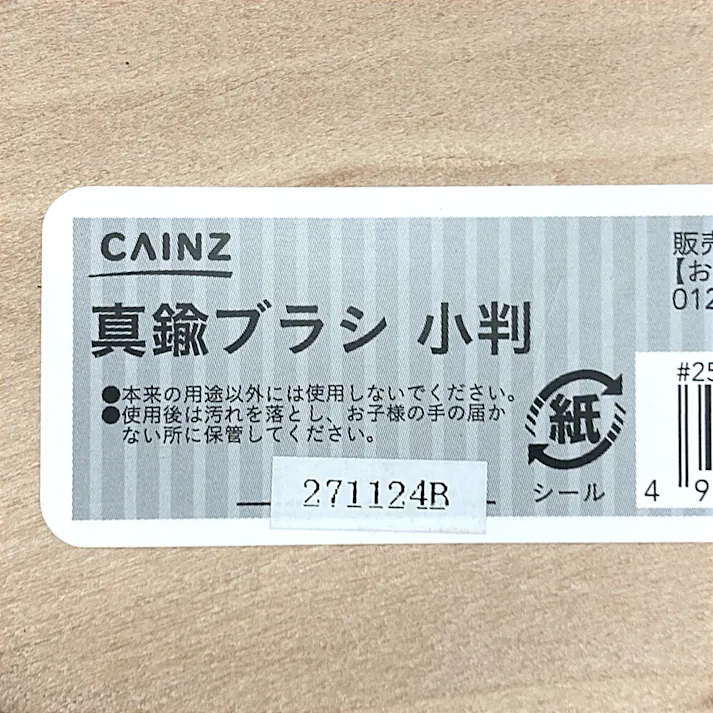 CAINZ
真鍮ブラシ 小判
●本来の用途以外には使用しないでください。
●使用後は汚れを落とし、お子様の手の届か
ない所に保管してください。
271124R
紙
シール
販売
【お
012
#25
4 9